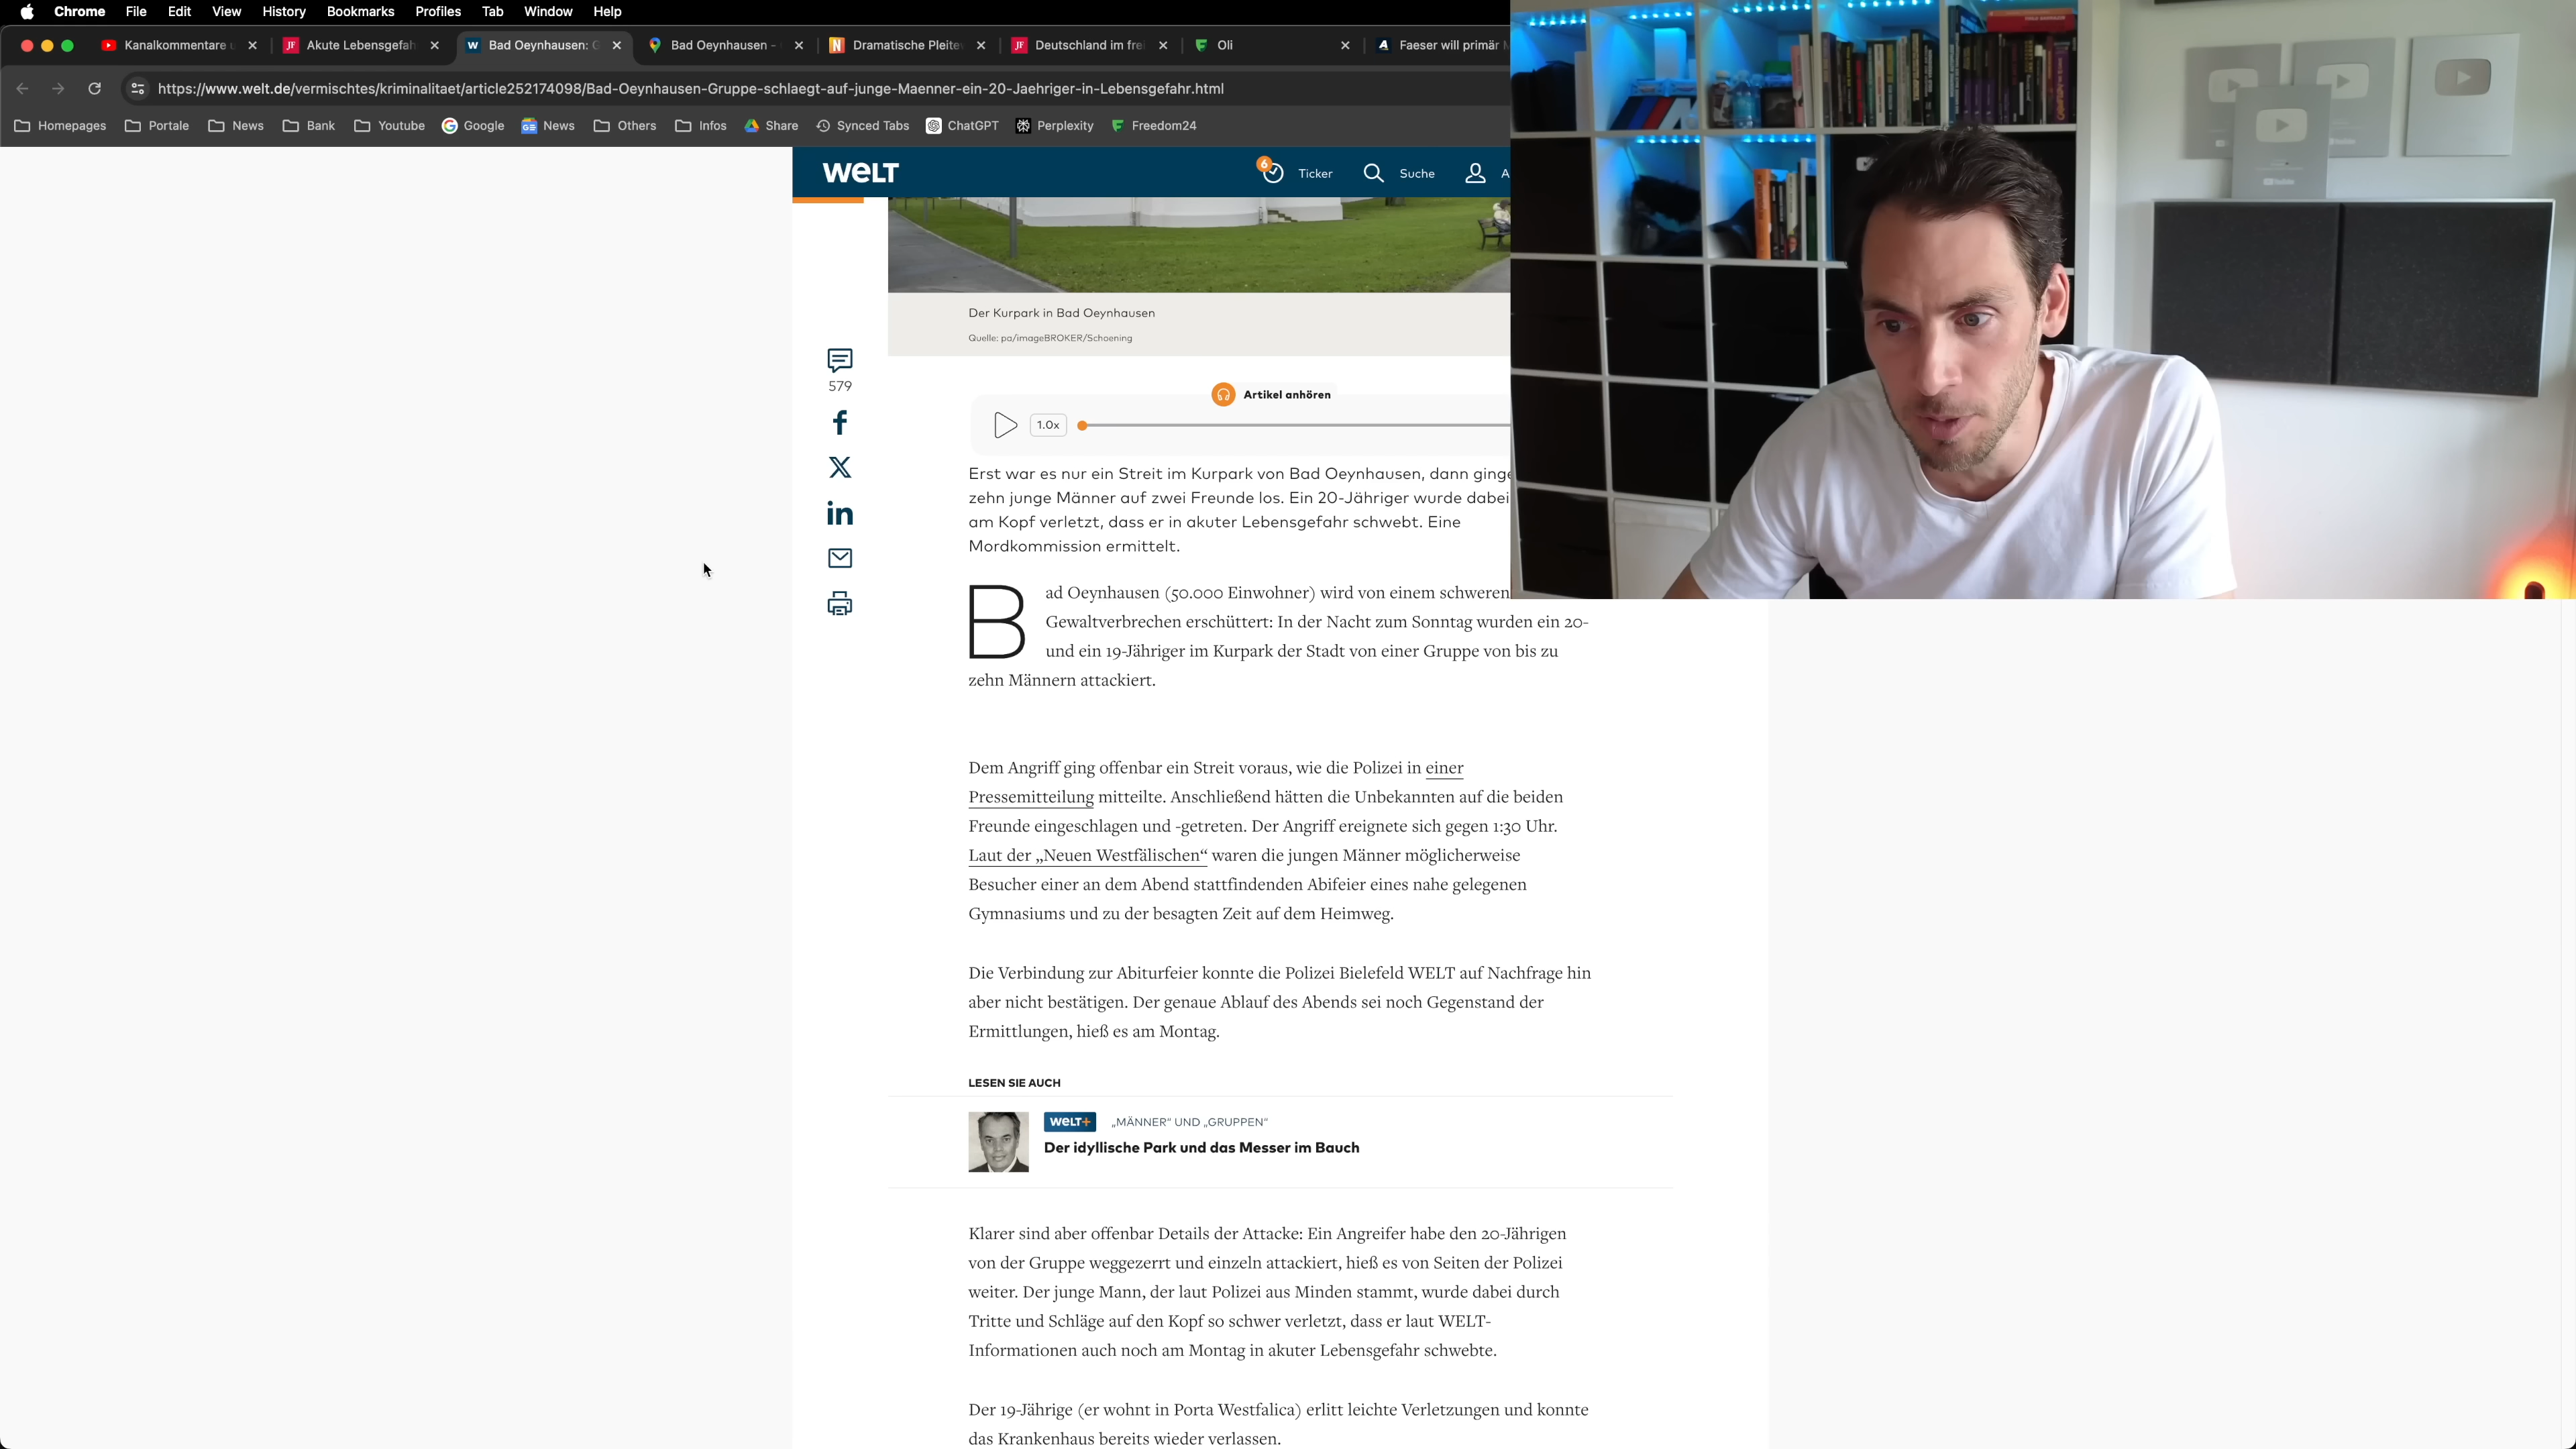 Chrome File Edit View History Bookmarks Profiles Tab Window Help
Kanalkommentare
JF Akute Lebensgefah
W Bad Oeynhausen: G
Bad Oeynhausen -
N Dramatische Pleite
JF Deutschland im fre
Oli
A Faeser will primär
https://www.welt.de/vermischtes/kriminalitaet/article252174098/Bad-Oeynhausen-Gruppe-schlaegt-auf-junge-Maenner-ein-20-Jaehriger-in-Lebensgefahr.html
Homepages Portale News Bank Youtube Google News Others Infos Share Synced Tabs ChatGPT Perplexity Freedom24
WELT
6 Ticker Suche A
Der Kurpark in Bad Oeynhausen
Quelle: pa/imageBROKER/Schoening
579
Artikel anhören
1.0x
Erst war es nur ein Streit im Kurpark von Bad Oeynhausen, dann ginge
zehn junge Männer auf zwei Freunde los. Ein 20-Jähriger wurde dabei
am Kopf verletzt, dass er in akuter Lebensgefahr schwebt. Eine
Mordkommission ermittelt.
Bad Oeynhausen (50.000 Einwohner) wird von einem schweren
Gewaltverbrechen erschüttert: In der Nacht zum Sonntag wurden ein 20-
und ein 19-Jähriger im Kurpark der Stadt von einer Gruppe von bis zu
zehn Männern attackiert.
Dem Angriff ging offenbar ein Streit voraus, wie die Polizei in einer
Pressemitteilung mitteilte. Anschließend hätten die Unbekannten auf die beiden
Freunde eingeschlagen und -getreten. Der Angriff ereignete sich gegen 1:30 Uhr.
Laut der „Neuen Westfälischen“ waren die jungen Männer möglicherweise
Besucher einer an dem Abend stattfindenden Abifeier eines nahe gelegenen
Gymnasiums und zu der besagten Zeit auf dem Heimweg.
Die Verbindung zur Abiturfeier konnte die Polizei Bielefeld WELT auf Nachfrage hin
aber nicht bestätigen. Der genaue Ablauf des Abends sei noch Gegenstand der
Ermittlungen, hieß es am Montag.
LESEN SIE AUCH
WELT+ „MÄNNER“ UND „GRUPPEN“
Der idyllische Park und das Messer im Bauch
Klarer sind aber offenbar Details der Attacke: Ein Angreifer habe den 20-Jährigen
von der Gruppe weggezerrt und einzeln attackiert, hieß es von Seiten der Polizei
weiter. Der junge Mann, der laut Polizei aus Minden stammt, wurde dabei durch
Tritte und Schläge auf den Kopf so schwer verletzt, dass er laut WELT-
Informationen auch noch am Montag in akuter Lebensgefahr schwebte.
Der 19-Jährige (er wohnt in Porta Westfalica) erlitt leichte Verletzungen und konnte
das Krankenhaus bereits wieder verlassen.